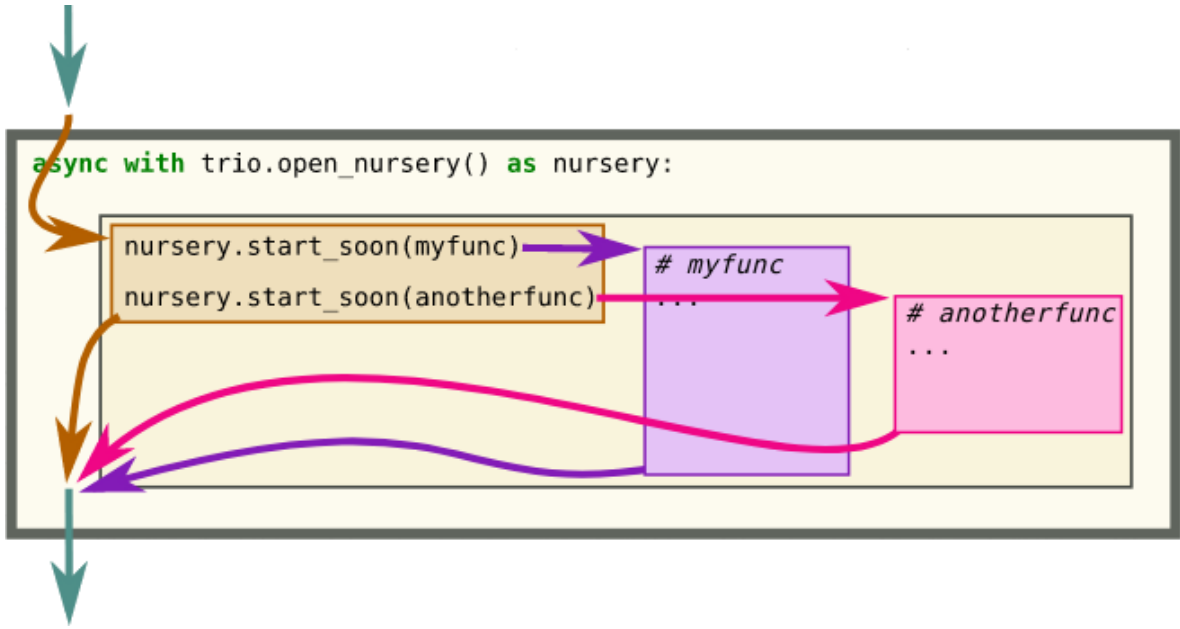 async with trio.open_nursery() as nursery:
nursery.start_soon(myfunc)
nursery.start_soon(anotherfunc)
# myfunc
...
# anotherfunc
...